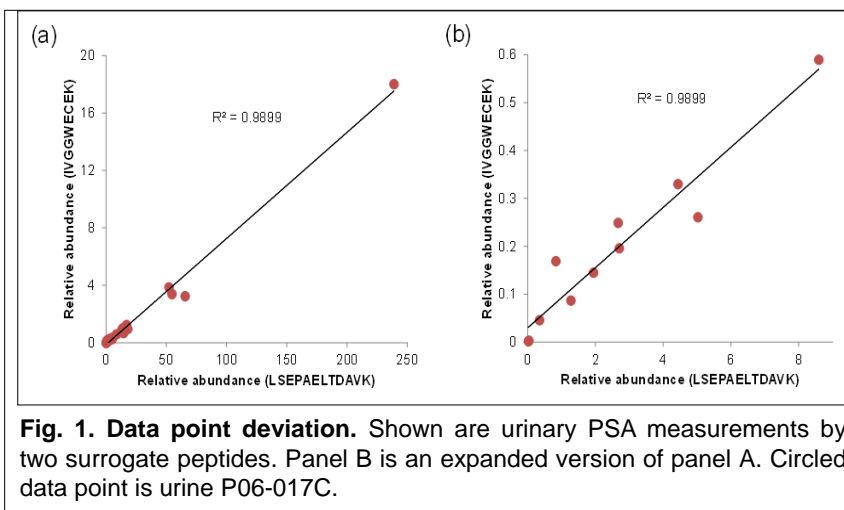 (a)
20
16
12
8
4
0
Relative abundance (IVGGWECEK)
R² = 0.9899
0 50 100 150 200 250
Relative abundance (LSEPAELTDAVK)
(b)
0.6
0.5
0.4
0.3
0.2
0.1
0
Relative abundance (IVGGWECEK)
R² = 0.9899
0 2 4 6 8
Relative abundance (LSEPAELTDAVK)
Fig. 1. Data point deviation. Shown are urinary PSA measurements by
two surrogate peptides. Panel B is an expanded version of panel A. Circled
data point is urine P06-017C.